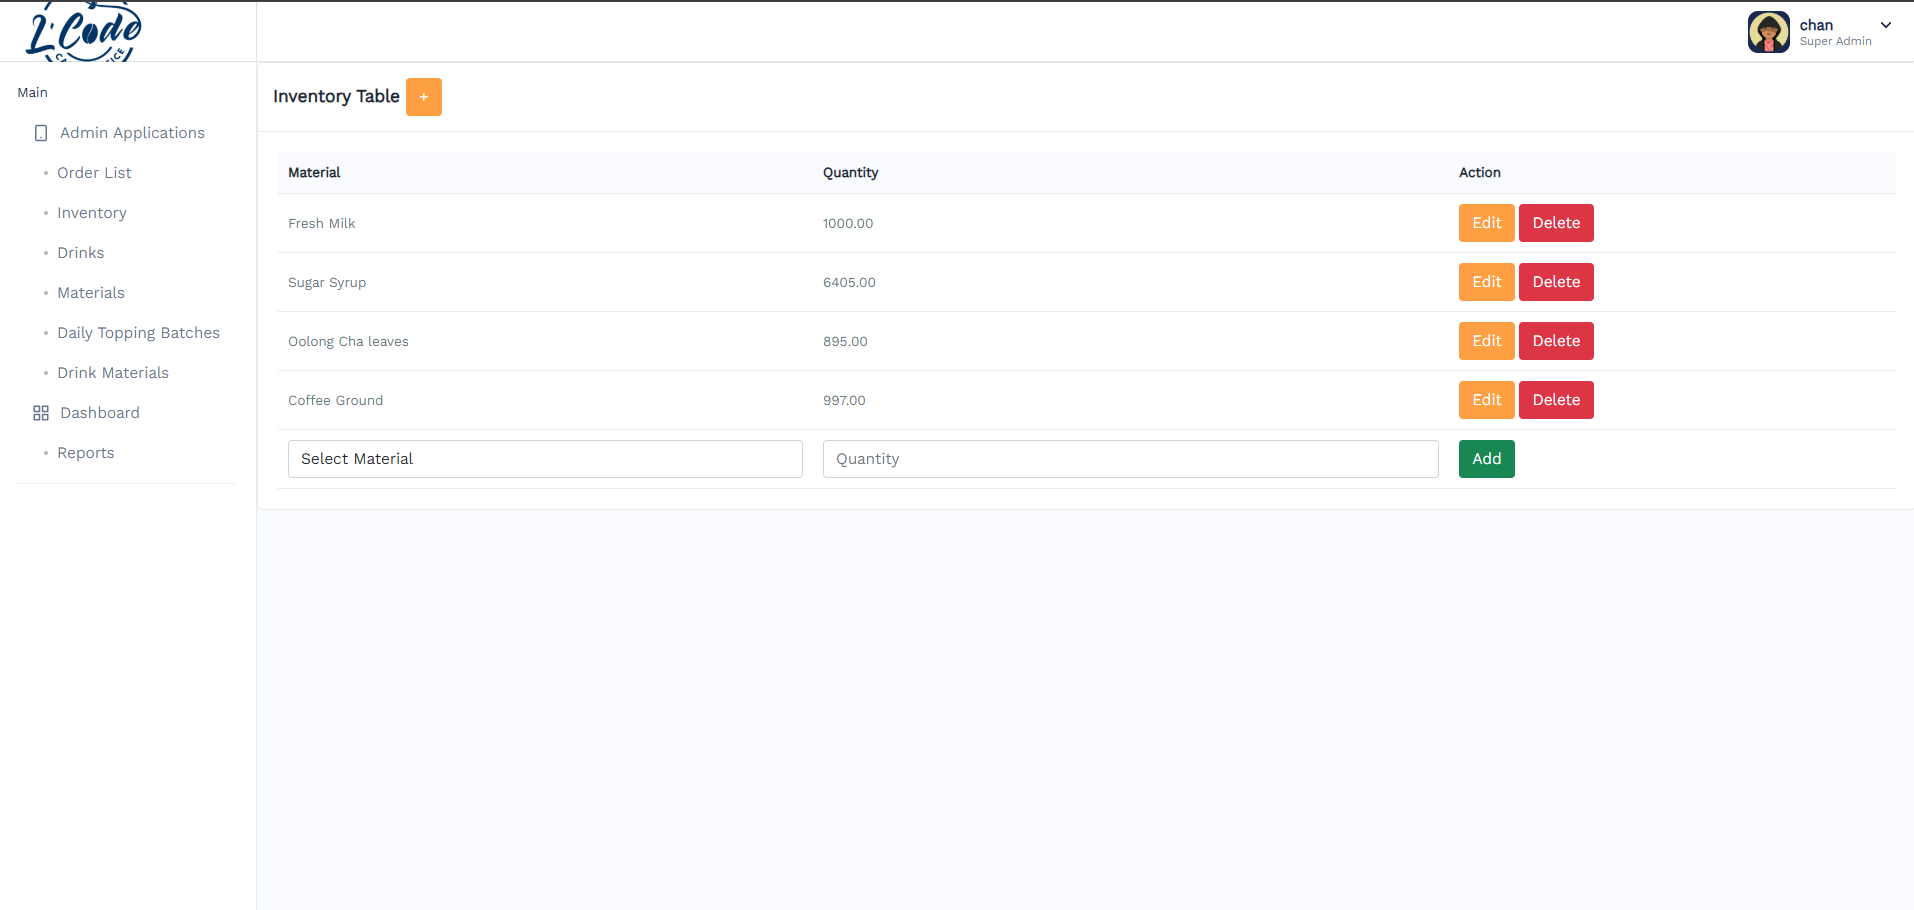 L'Code
chan
Super Admin
Main
Admin Applications
Order List
Inventory
Drinks
Materials
Daily Topping Batches
Drink Materials
Dashboard
Reports
Inventory Table +
Material Quantity Action
Fresh Milk 1000.00 Edit Delete
Sugar Syrup 6405.00 Edit Delete
Oolong Cha leaves 895.00 Edit Delete
Coffee Ground 997.00 Edit Delete
Select Material Quantity Add